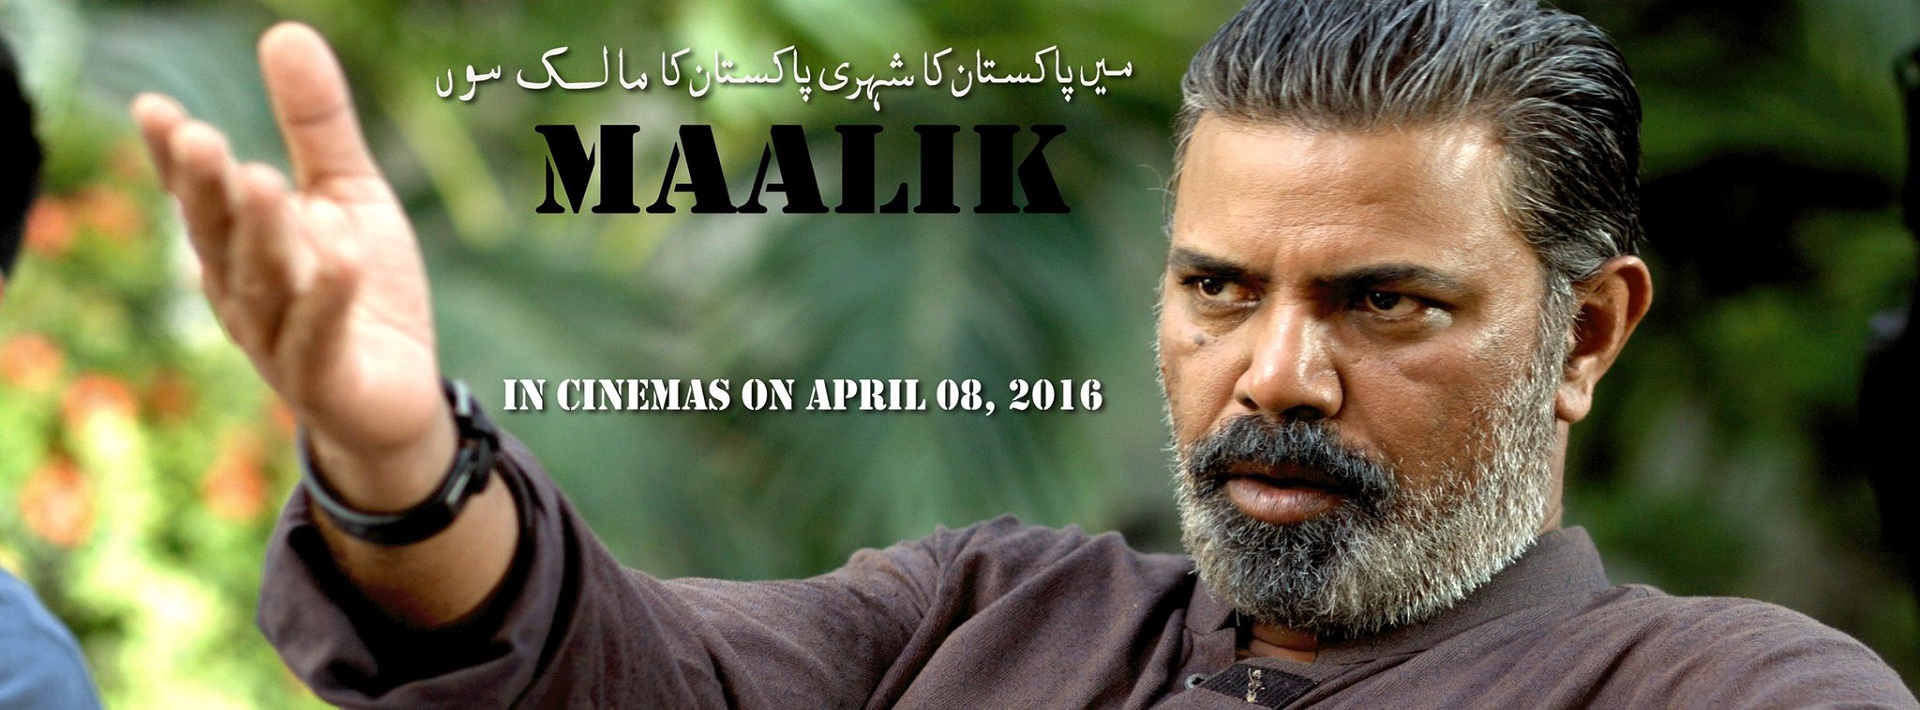 میں پاکستان کا شہری پاکستان کا مالک ہوں
MAALIK
IN CINEMAS ON APRIL 08, 2016